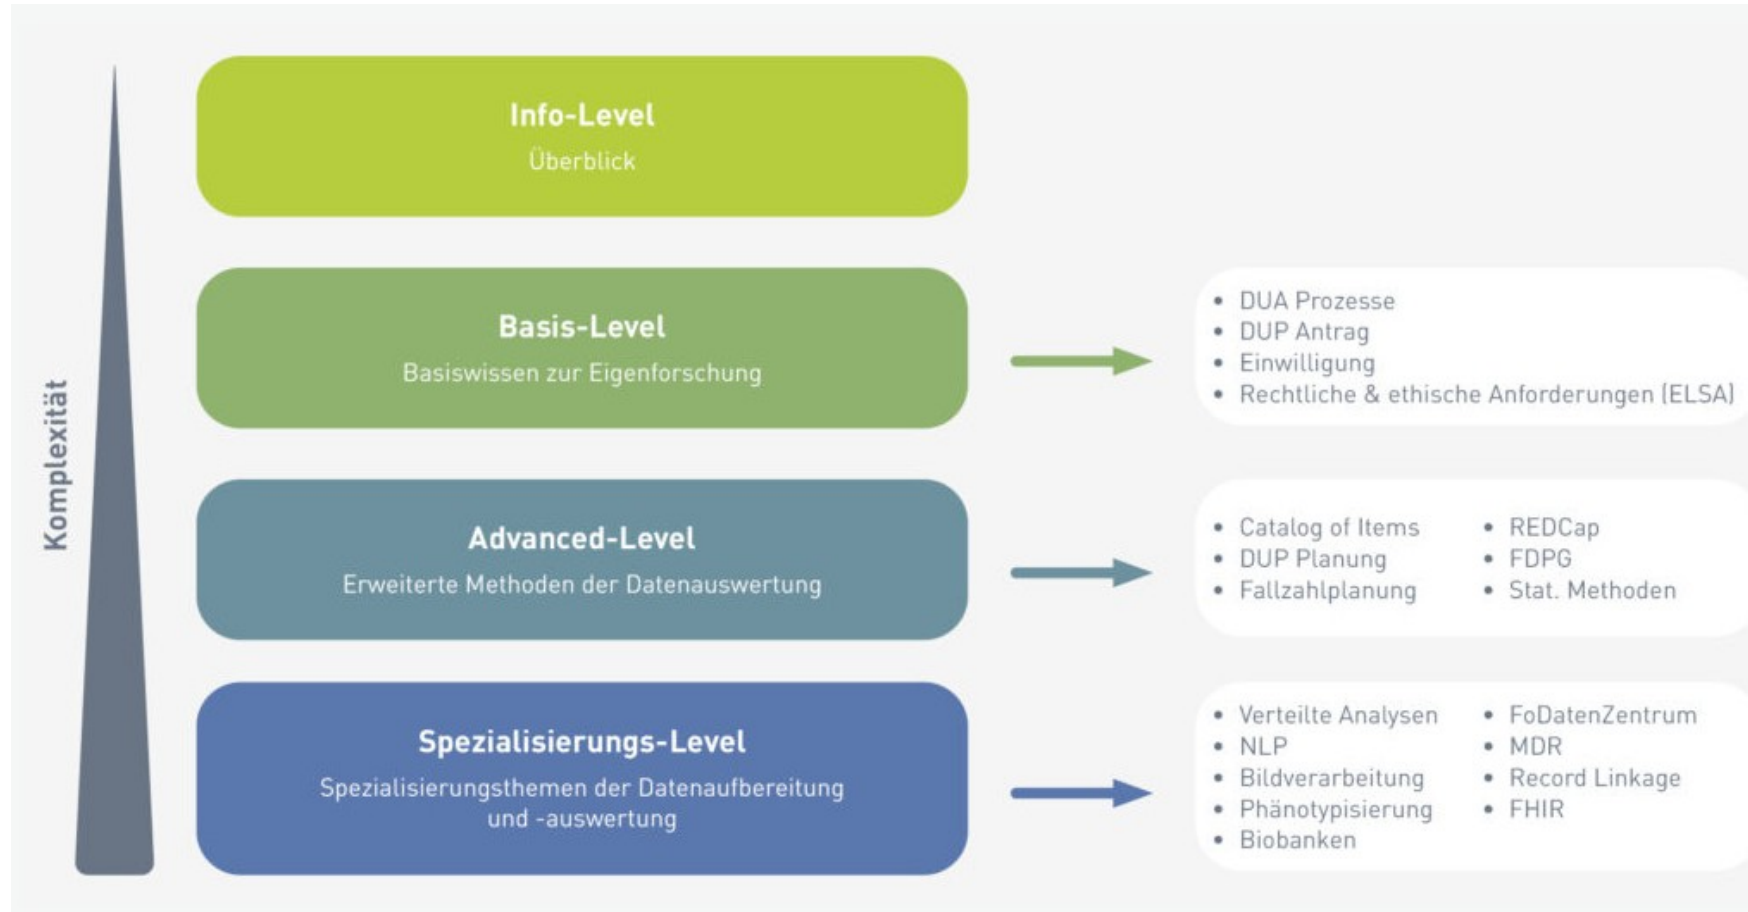 Komplexität
Info-Level
Überblick
Basis-Level
Basiswissen zur Eigenforschung
• DUA Prozesse
• DUP Antrag
• Einwilligung
• Rechtliche & ethische Anforderungen (ELSA)
Advanced-Level
Erweiterte Methoden der Datenauswertung
• Catalog of Items
• DUP Planung
• Fallzahlplanung
• REDCap
• FDPG
• Stat. Methoden
Spezialisierungs-Level
Spezialisierungsthemen der Datenaufbereitung
und -auswertung
• Verteilte Analysen
• NLP
• Bildverarbeitung
• Phänotypisierung
• Biobanken
• FoDatenZentrum
• MDR
• Record Linkage
• FHIR